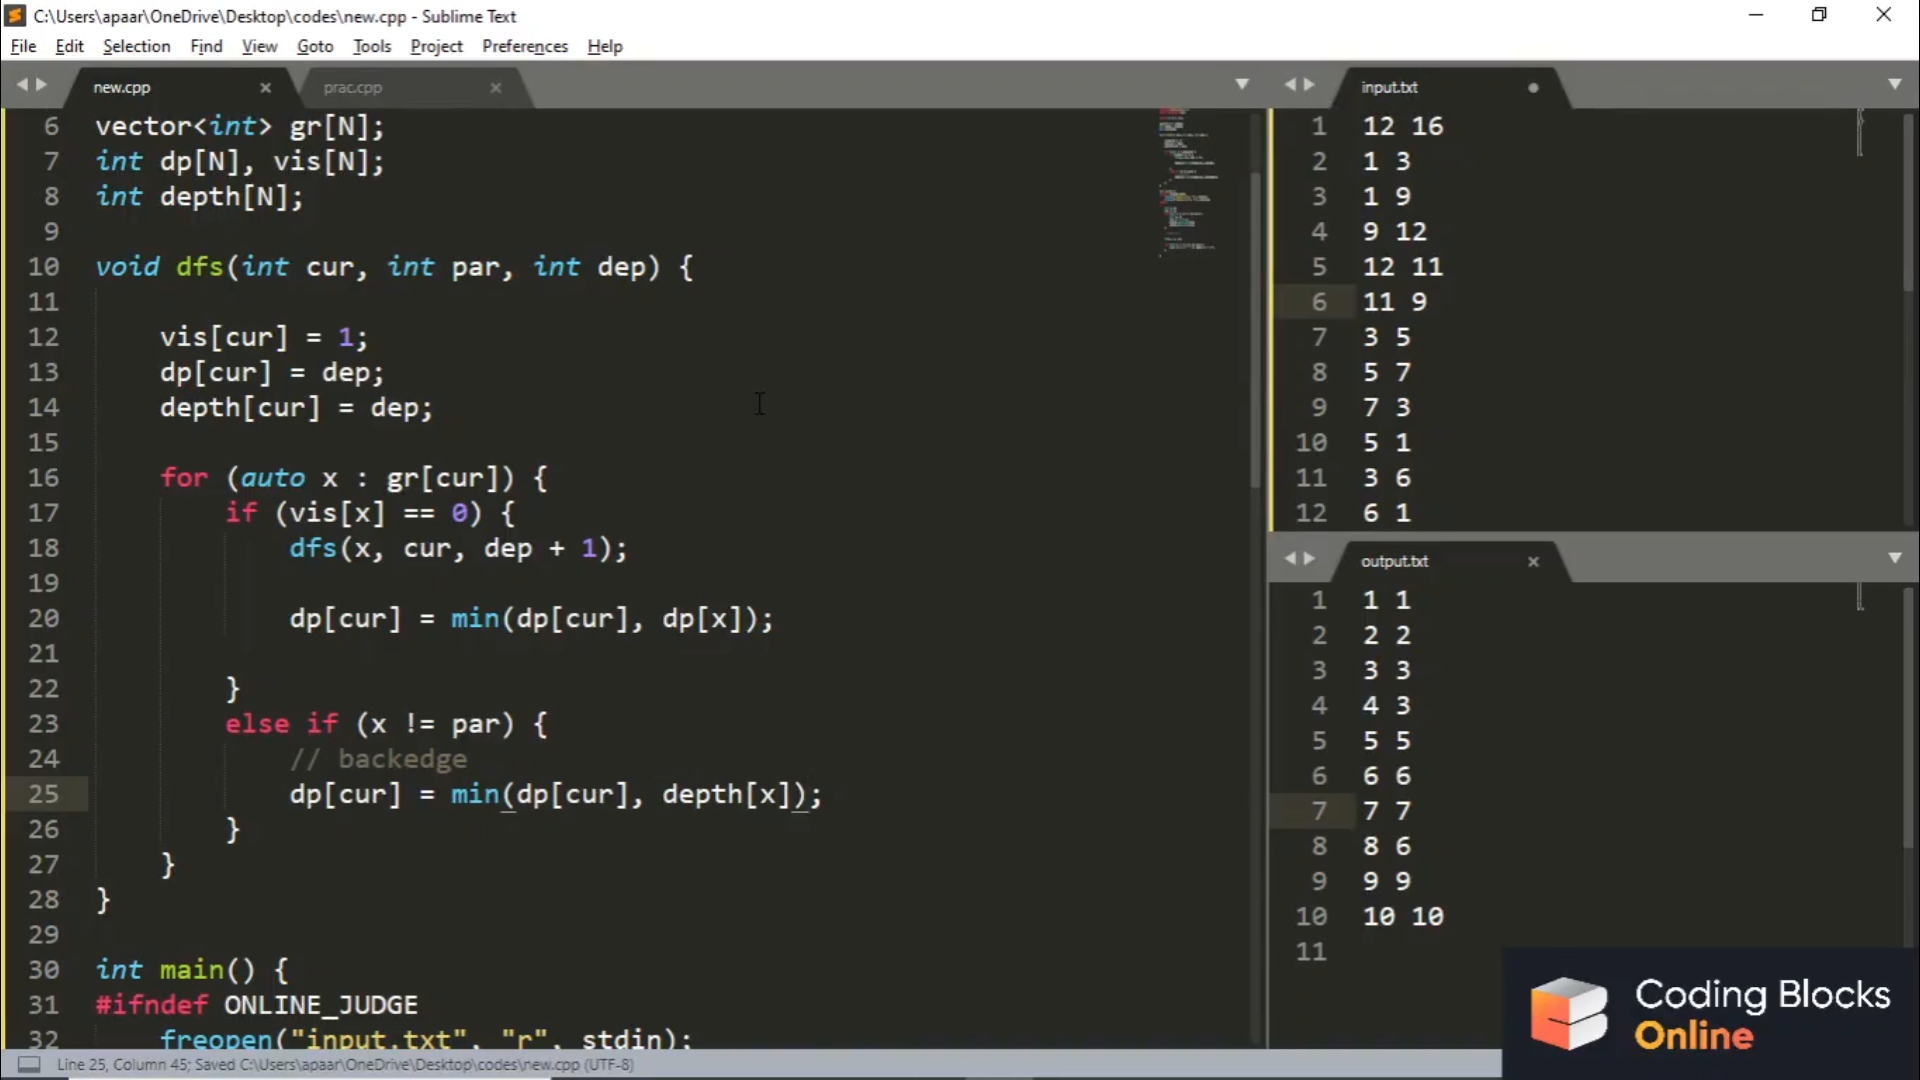 C:\Users\apaar\OneDrive\Desktop\codes\new.cpp - Sublime Text
File Edit Selection Find View Goto Tools Project Preferences Help
new.cpp prac.cpp
6 vector<int> gr[N];
7 int dp[N], vis[N];
8 int depth[N];
9
10 void dfs(int cur, int par, int dep) {
11
12 vis[cur] = 1;
13 dp[cur] = dep;
14 depth[cur] = dep;
15
16 for (auto x : gr[cur]) {
17 if (vis[x] == 0) {
18 dfs(x, cur, dep + 1);
19
20 dp[cur] = min(dp[cur], dp[x]);
21
22 }
23 else if (x != par) {
24 // backedge
25 dp[cur] = min(dp[cur], depth[x]);
26 }
27 }
28 }
29
30 int main() {
31 #ifndef ONLINE_JUDGE
32 freopen("input.txt", "r", stdin);
input.txt
1 12 16
2 1 3
3 1 9
4 9 12
5 12 11
6 11 9
7 3 5
8 5 7
9 7 3
10 5 1
11 3 6
12 6 1
output.txt
1 1 1
2 2 2
3 3 3
4 4 3
5 5 5
6 6 6
7 7 7
8 8 6
9 9 9
10 10 10
11
Coding Blocks
Online
Line 25, Column 45; Saved C:\Users\apaar\OneDrive\Desktop\codes\new.cpp (UTF-8)